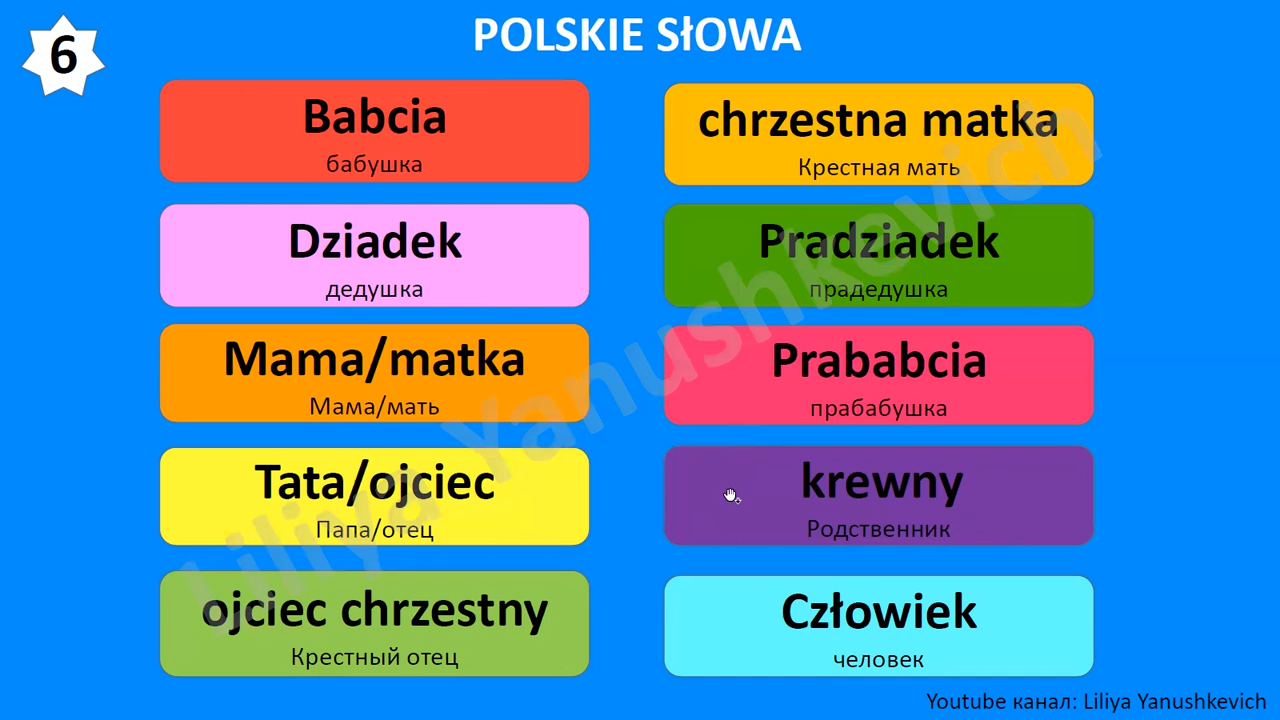 6
POLSKIE SŁOWA
Babcia
бабушка
Dziadek
дедушка
Mama/matka
Мама/мать
Tata/ojciec
Папа/отец
ojciec chrzestny
Крестный отец
chrzestna matka
Крестная мать
Pradziadek
прадедушка
Prababcia
прабабушка
krewny
Родственник
Człowiek
человек
Liliya Yanushkevich
Youtube канал: Liliya Yanushkevich